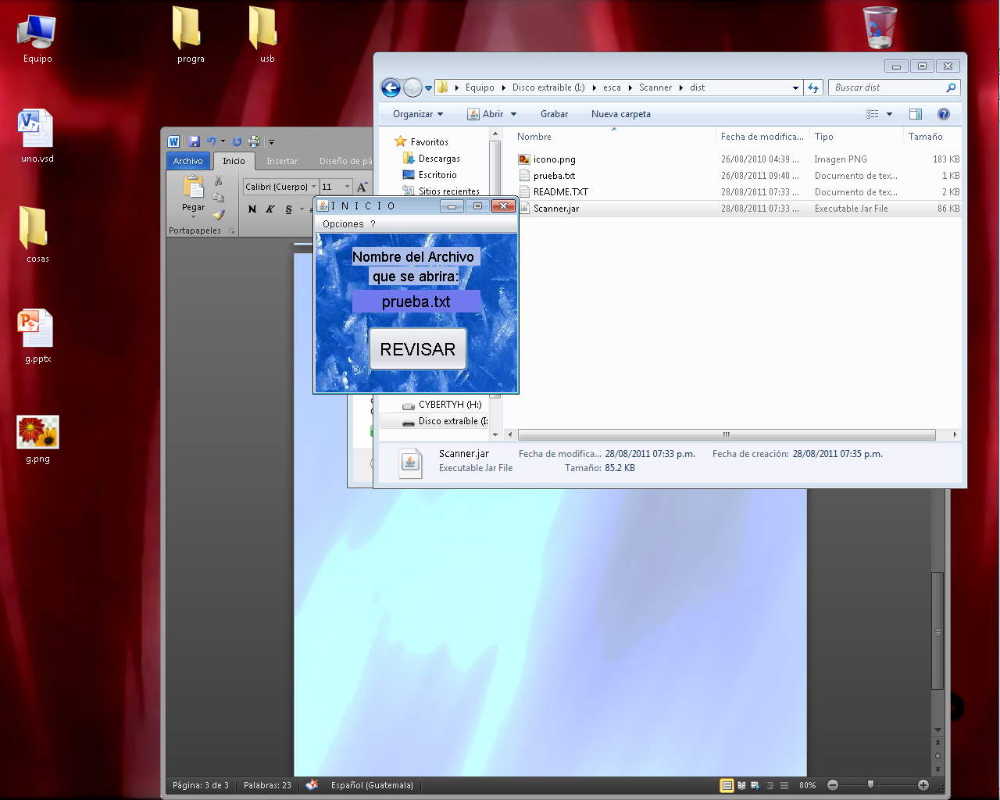 Equipo
progra
usb
uno.vsd
cosas
g.pptx
g.png
Equipo Disco extraíble (I:) esca Scanner dist
Buscar dist
Organizar Abrir Grabar Nueva carpeta
Favoritos
Descargas
Escritorio
Sitios recientes
CYBERTYH (H:)
Disco extraíble (I:
Nombre Fecha de modifica... Tipo Tamaño
icono.png 26/08/2010 04:39 ... Imagen PNG 183 KB
prueba.txt 26/08/2011 09:40 ... Documento de tex... 1 KB
README.TXT 28/08/2011 07:33 ... Documento de tex... 2 KB
Scanner.jar 28/08/2011 07:33 ... Executable Jar File 86 KB
Scanner.jar Fecha de modifica... 28/08/2011 07:33 p.m. Fecha de creación: 28/08/2011 07:35 p.m.
Executable Jar File Tamaño: 85.2 KB
Archivo Inicio Insertar Diseño de pá
Pegar
Portapapeles
Calibri (Cuerpo) 11 A
N K S
I N I C I O
Opciones ?
Nombre del Archivo
que se abrira:
prueba.txt
REVISAR
Página: 3 de 3 Palabras: 23 Español (Guatemala) 80%